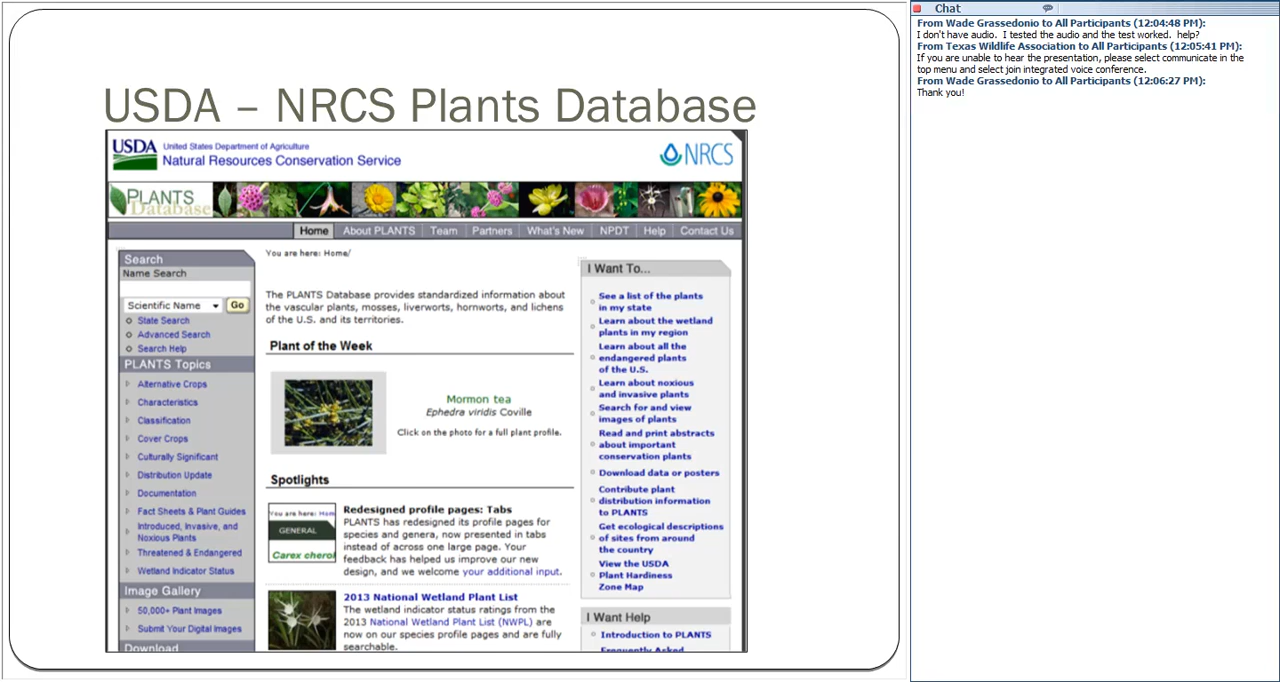 USDA – NRCS Plants Database
USDA
United States Department of Agriculture
Natural Resources Conservation Service
NRCS
PLANTS
Database
Home
About PLANTS
Team
Partners
What's New
NPDT
Help
Contact Us
Search
Name Search
Scientific Name
Go
State Search
Advanced Search
Search Help
PLANTS Topics
Alternative Crops
Characteristics
Classification
Cover Crops
Culturally Significant
Distribution Update
Documentation
Fact Sheets & Plant Guides
Introduced, Invasive, and
Noxious Plants
Threatened & Endangered
Wetland Indicator Status
Image Gallery
50,000+ Plant Images
Submit Your Digital Images
Download
You are here: Home/
The PLANTS Database provides standardized information about
the vascular plants, mosses, liverworts, hornworts, and lichens
of the U.S. and its territories.
Plant of the Week
Mormon tea
Ephedra viridis Coville
Click on the photo for a full plant profile.
Spotlights
You are here: Hom
GENERAL
Carex cherol
Redesigned profile pages: Tabs
PLANTS has redesigned its profile pages for
species and genera, now presented in tabs
instead of across one large page. Your
feedback has helped us improve our new
design, and we welcome your additional input.
2013 National Wetland Plant List
The wetland indicator status ratings from the
2013 National Wetland Plant List (NWPL) are
now on our species profile pages and are fully
searchable.
I Want To...
See a list of the plants
in my state
Learn about the wetland
plants in my region
Learn about all the
endangered plants
of the U.S.
Learn about noxious
and invasive plants
Search for and view
images of plants
Read and print abstracts
about important
conservation plants
Download data or posters
Contribute plant
distribution information
to PLANTS
Get ecological descriptions
of sites from around
the country
View the USDA
Plant Hardiness
Zone Map
I Want Help
Introduction to PLANTS
Frequently Asked
Chat
From Wade Grassedonio to All Participants (12:04:48 PM):
I don't have audio. I tested the audio and the test worked. help?
From Texas Wildlife Association to All Participants (12:05:41 PM):
If you are unable to hear the presentation, please select communicate in the
top menu and select join integrated voice conference.
From Wade Grassedonio to All Participants (12:06:27 PM):
Thank you!